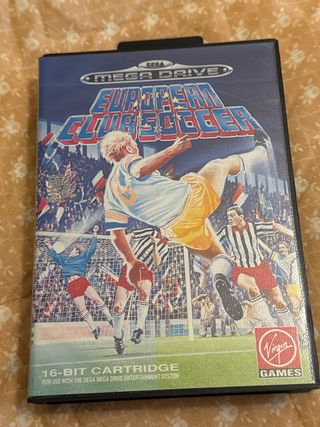 SEGA
MEGA DRIVE
EUROPEAN
CLUB SOCCER
16-BIT CARTRIDGE
FOR USE WITH THE SEGA MEGA DRIVE ENTERTAINMENT SYSTEM
Virgin
GAMES